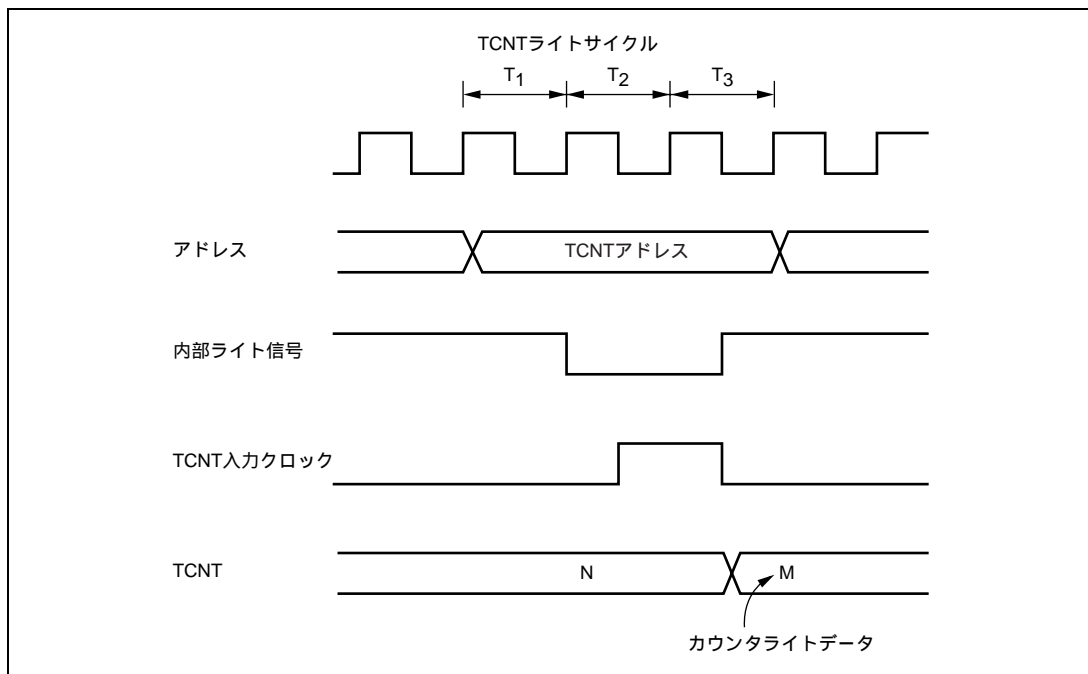 TCNTライトサイクル
T1 T2 T3
アドレス
TCNTアドレス
内部ライト信号
TCNT入力クロック
TCNT
N
M
カウンタライトデータ